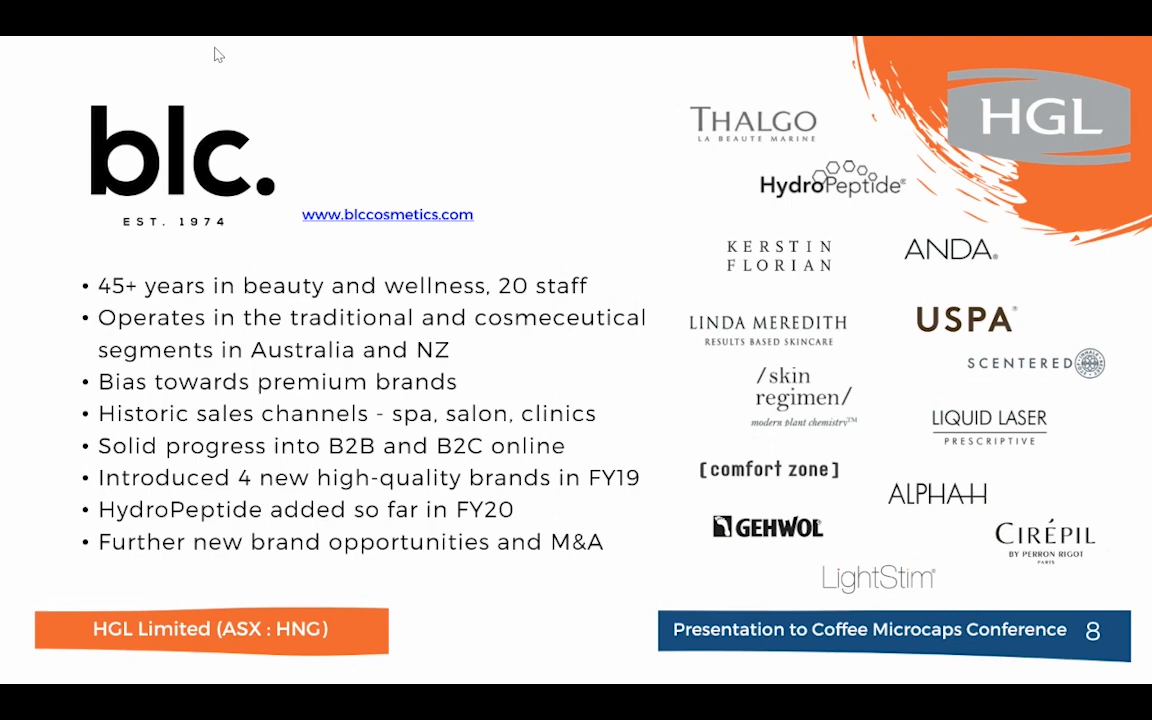 blc.
EST. 1974
www.blccosmetics.com
• 45+ years in beauty and wellness, 20 staff
• Operates in the traditional and cosmeceutical
segments in Australia and NZ
• Bias towards premium brands
• Historic sales channels - spa, salon, clinics
• Solid progress into B2B and B2C online
• Introduced 4 new high-quality brands in FY19
• HydroPeptide added so far in FY20
• Further new brand opportunities and M&A
HGL
THALGO
LA BEAUTE MARINE
HydroPeptide®
KERSTIN
FLORIAN
ANDA®
LINDA MEREDITH
RESULTS BASED SKINCARE
USPA®
SCENTERED
/skin
regimen/
modern plant chemistry™
LIQUID LASER
PRESCRIPTIVE
[comfort zone]
ALPHA-H
GEHWOL
CIRÉPIL
BY PERRON RIGOT
PARIS
LightStim®
HGL Limited (ASX : HNG)
Presentation to Coffee Microcaps Conference 8